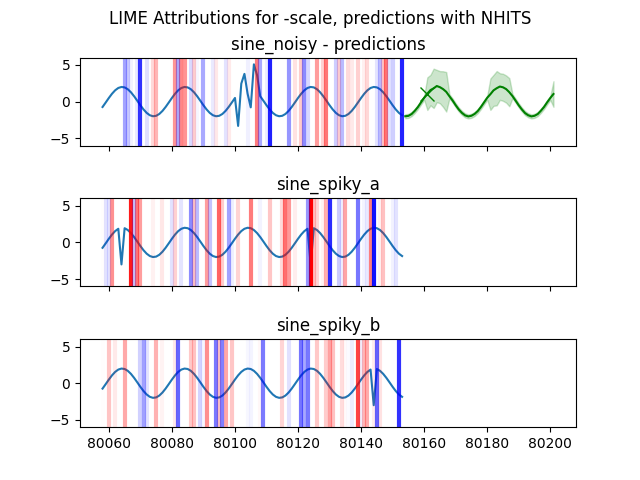 LIME Attributions for -scale, predictions with NHITS
sine_noisy - predictions
5
0
−5
sine_spiky_a
5
0
−5
sine_spiky_b
5
0
−5
80060 80080 80100 80120 80140 80160 80180 80200